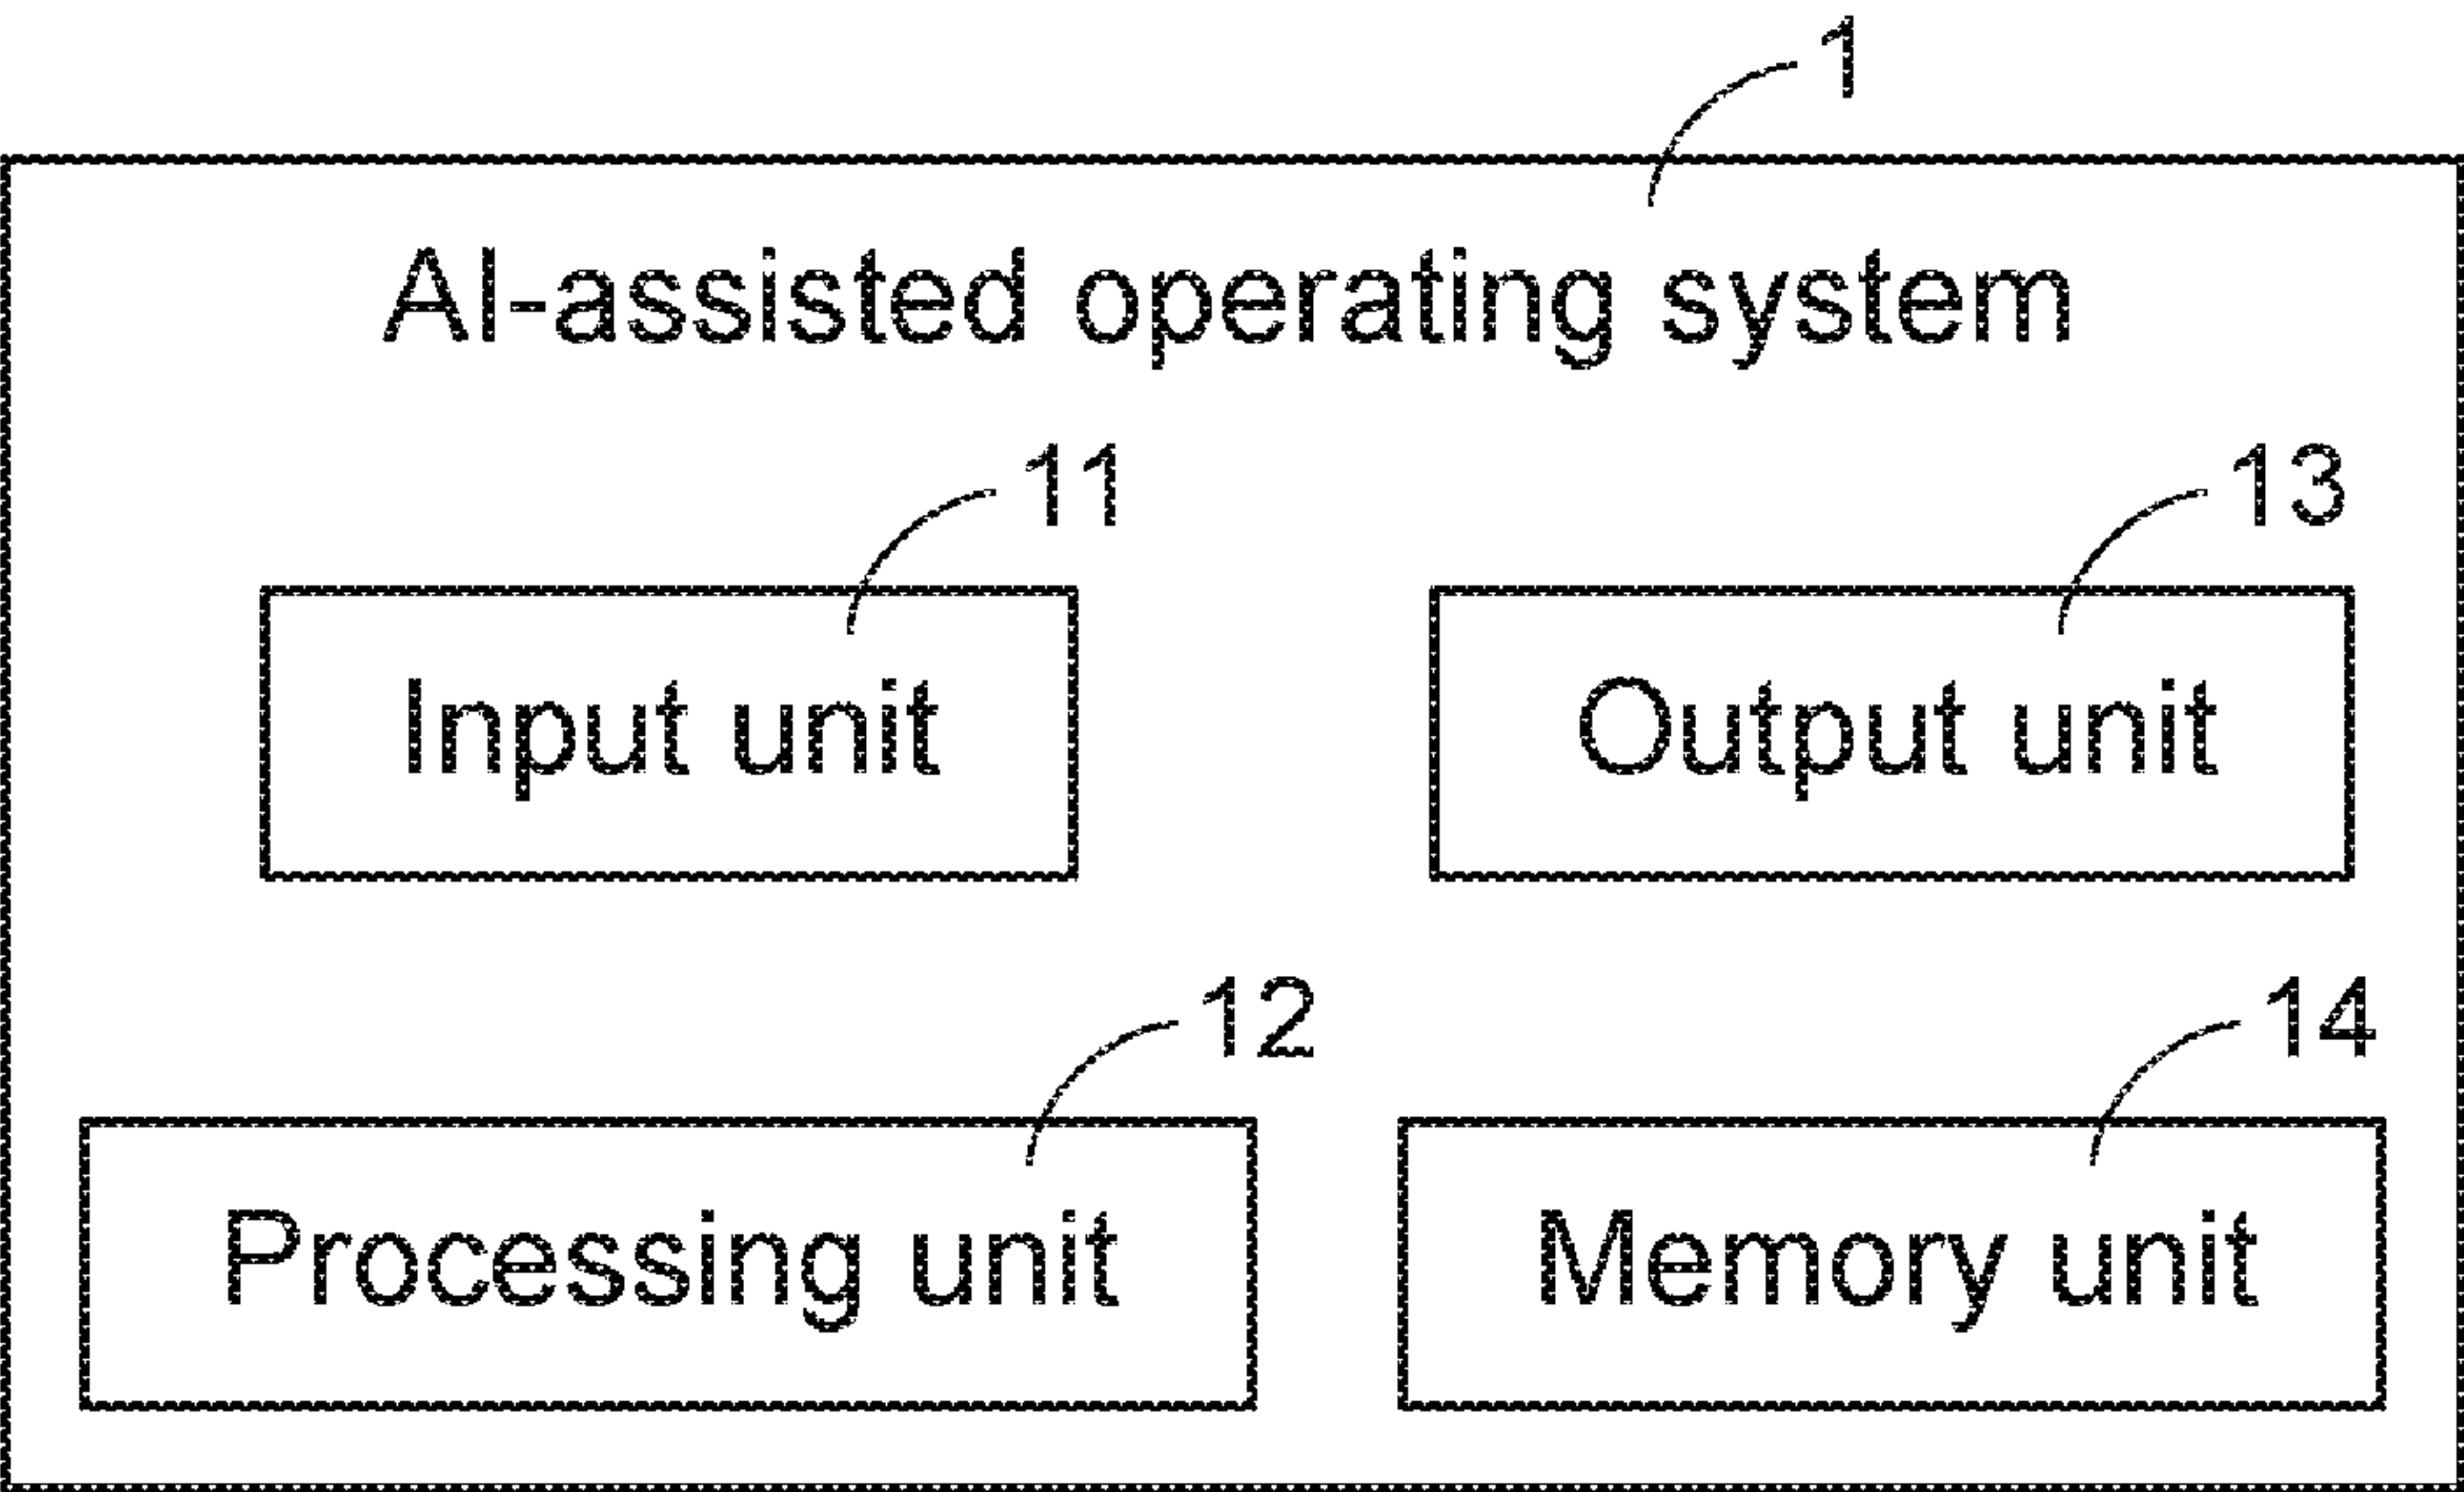 1
AI-assisted operating system
11
13
Input unit
Output unit
12
14
Processing unit
Memory unit